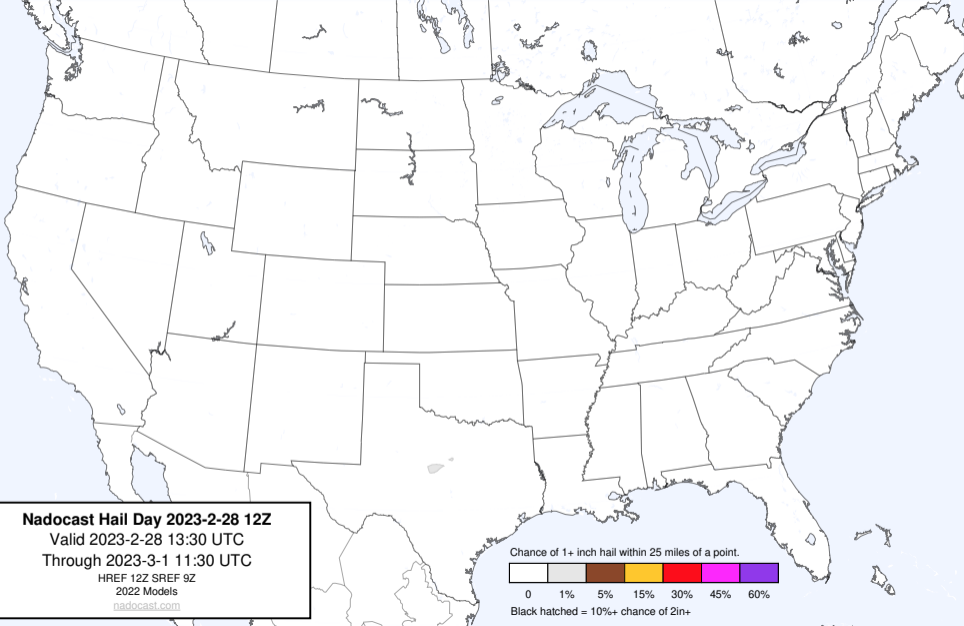 Nadocast Hail Day 2023-2-28 12Z
Valid 2023-2-28 13:30 UTC
Through 2023-3-1 11:30 UTC
HREF 12Z SREF 9Z
2022 Models
nadocast.com
Chance of 1+ inch hail within 25 miles of a point.
0 1% 5% 15% 30% 45% 60%
Black hatched = 10%+ chance of 2in+